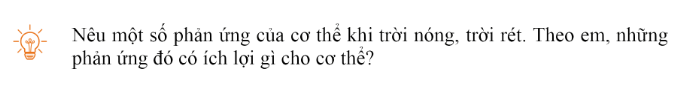 Nêu một số phản ứng của cơ thể khi trời nóng, trời rét. Theo em, những
phản ứng đó có ích lợi gì cho cơ thể?